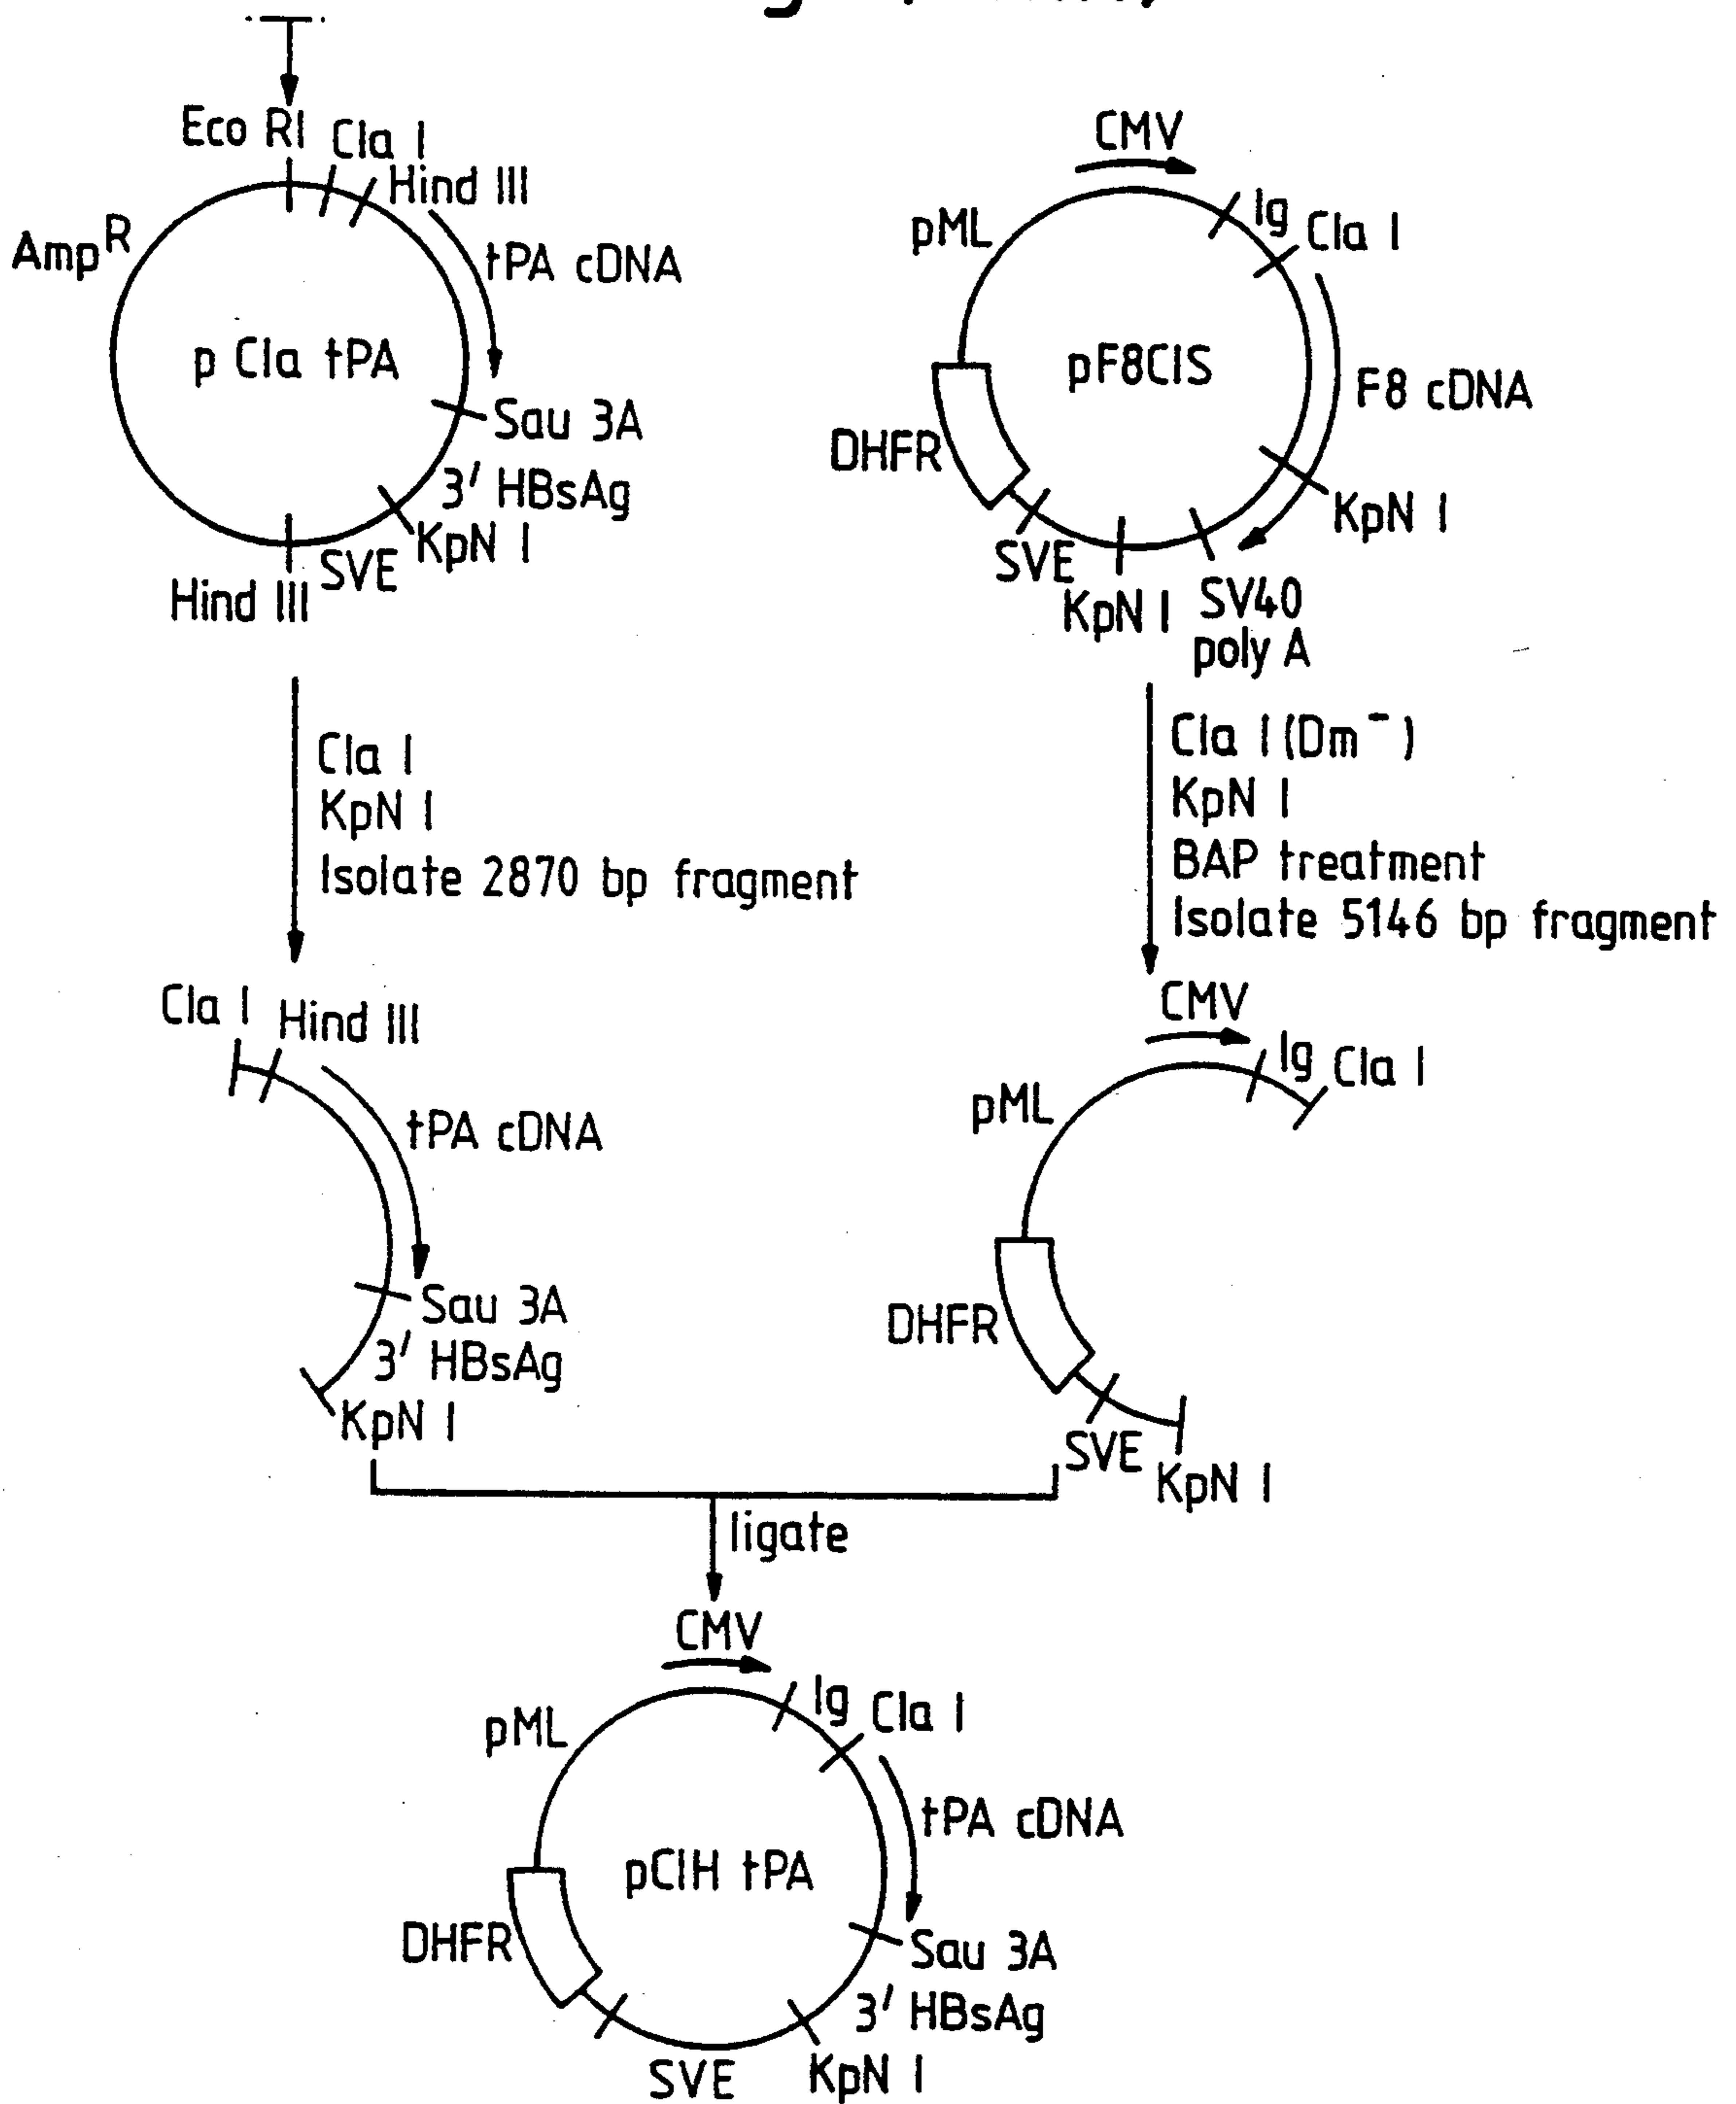 Eco RI
Cla I
Hind III
Amp R
tPA cDNA
p Cla tPA
Sau 3A
3' HBsAg
KpN I
SVE
Hind III
CMV
Ig
Cla I
pML
pF8CIS
F8 cDNA
DHFR
KpN I
SVE
KpN I
SV40
poly A
Cla I
KpN I
Isolate 2870 bp fragment
Cla I (Dm⁻)
KpN I
BAP treatment
Isolate 5146 bp fragment
Cla I
Hind III
tPA cDNA
Sau 3A
3' HBsAg
KpN I
CMV
Ig
Cla I
pML
DHFR
SVE
KpN I
ligate
CMV
Ig
Cla I
pML
tPA cDNA
pCIH tPA
DHFR
Sau 3A
3' HBsAg
SVE
KpN I